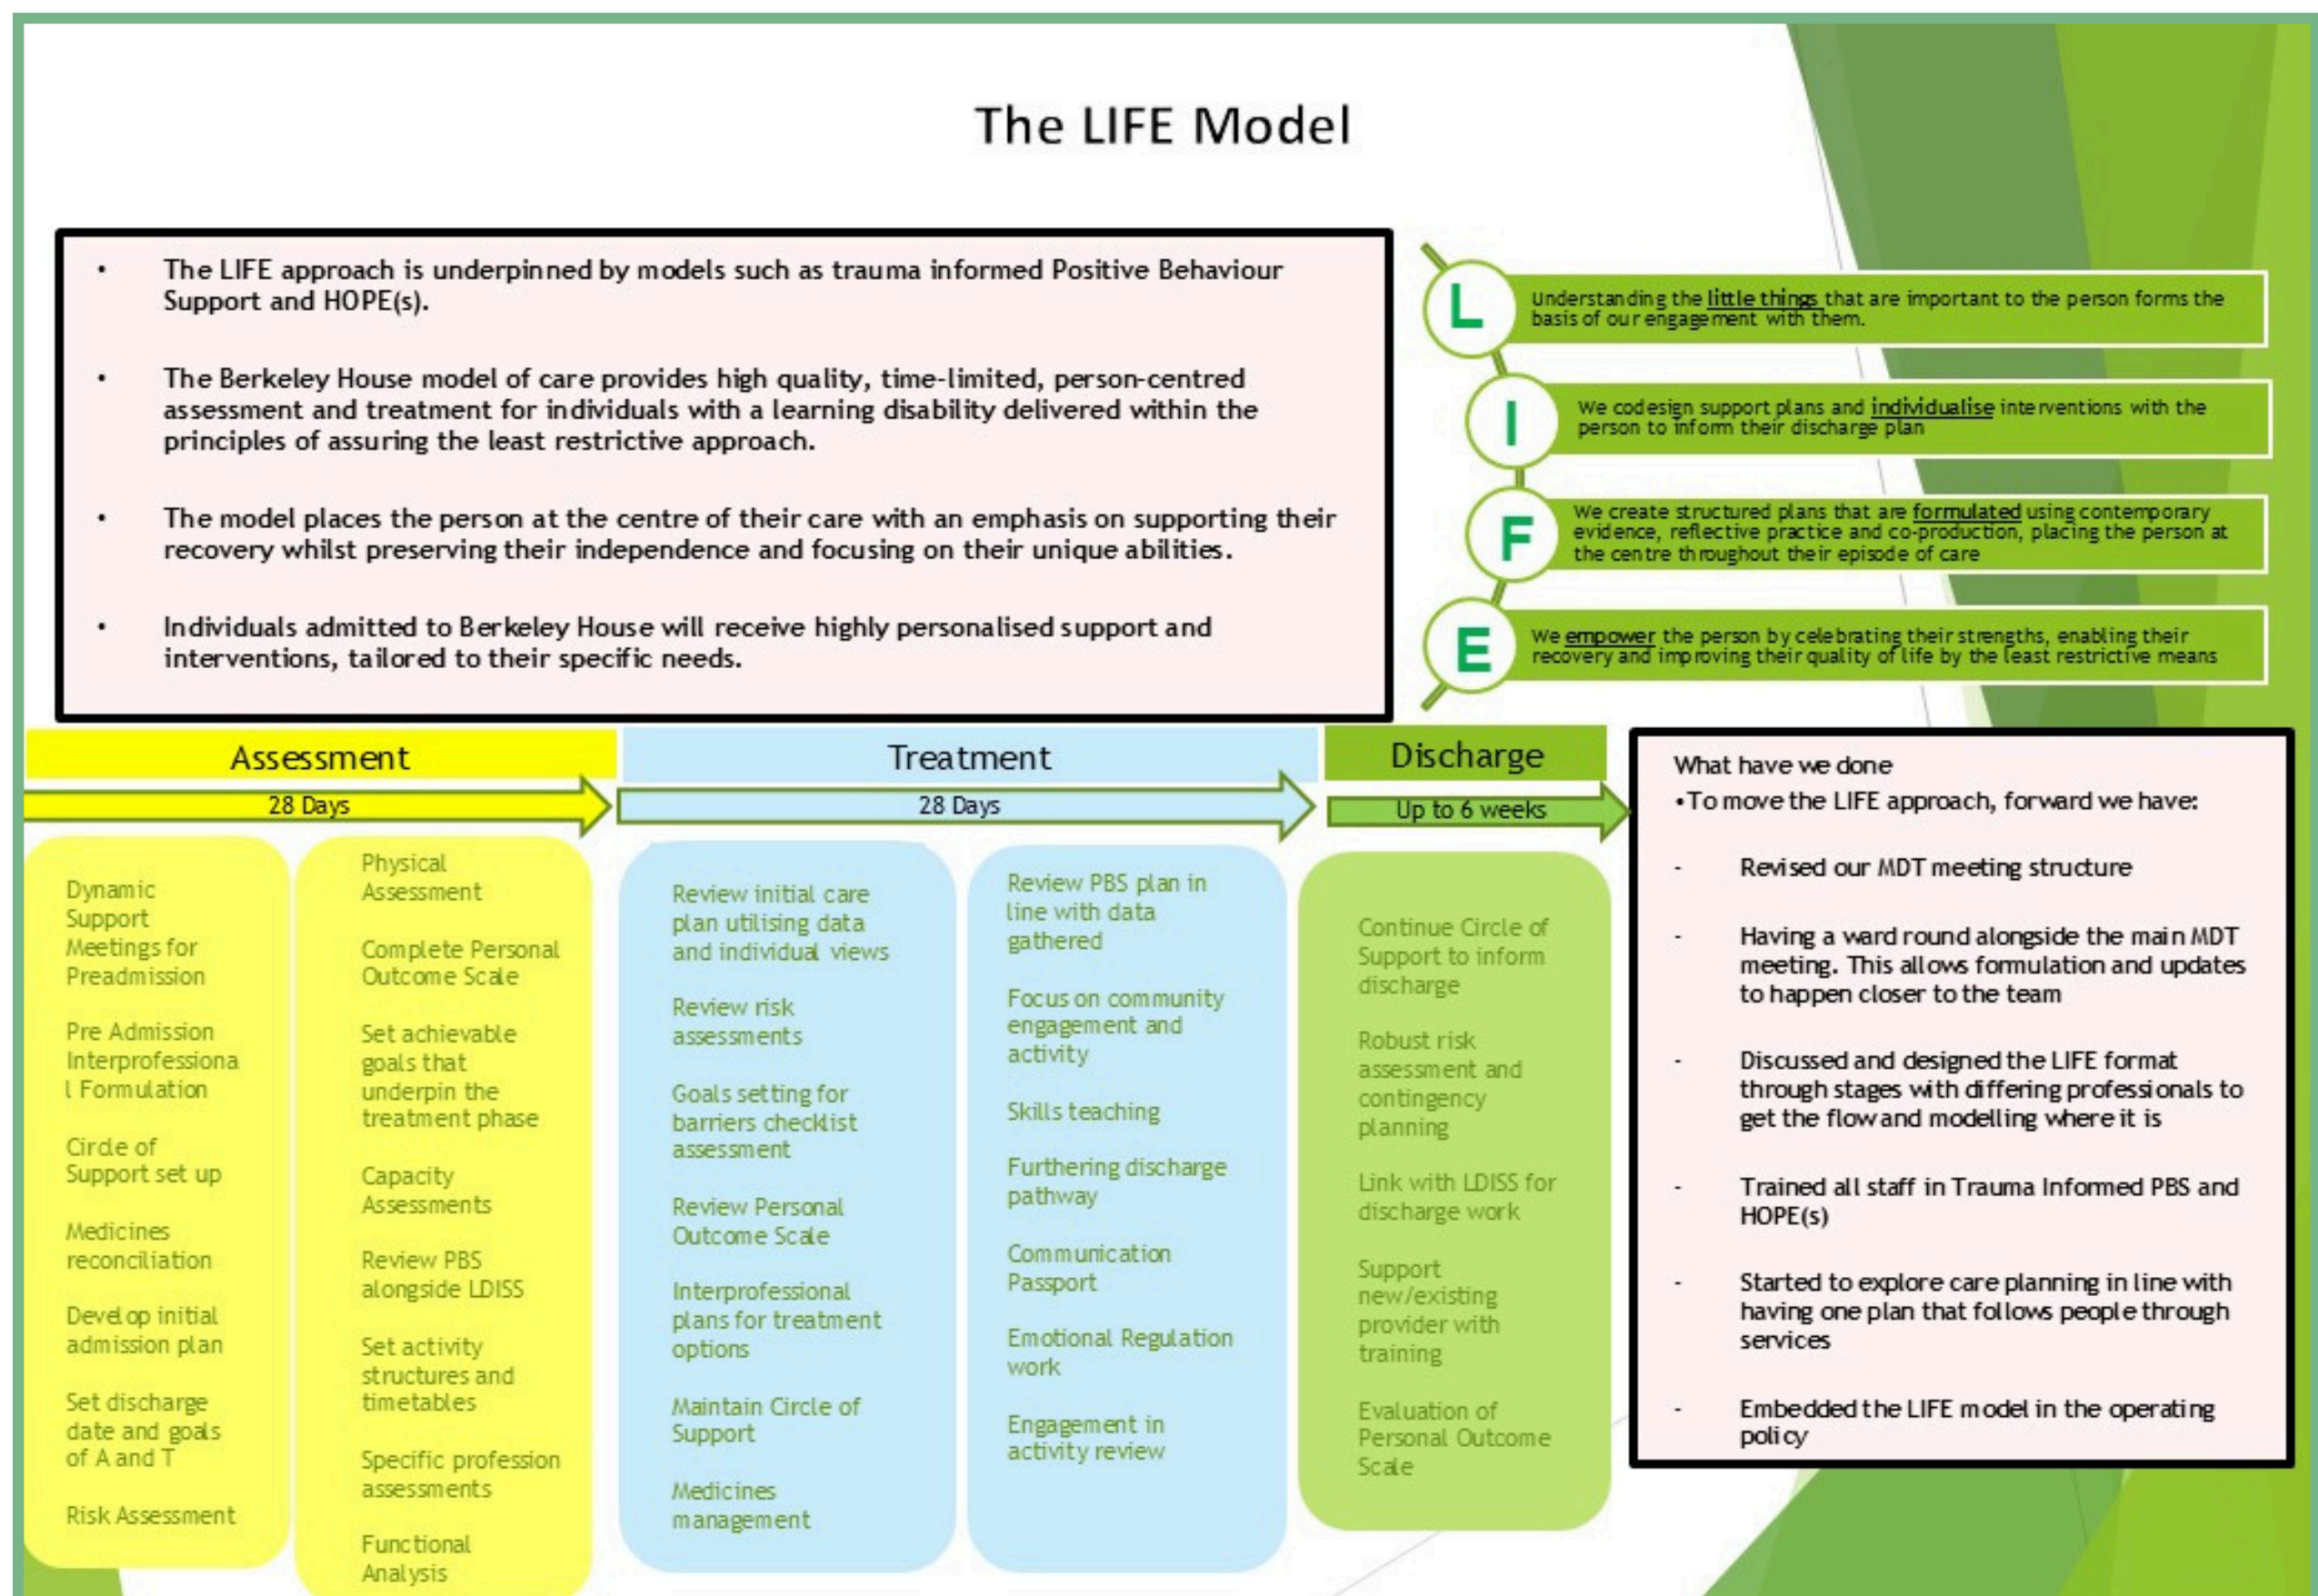 The LIFE Model
• The LIFE approach is underpinned by models such as trauma informed Positive Behaviour
Support and HOPE(s).
• The Berkeley House model of care provides high quality, time-limited, person-centred
assessment and treatment for individuals with a learning disability delivered within the
principles of assuring the least restrictive approach.
• The model places the person at the centre of their care with an emphasis on supporting their
recovery whilst preserving their independence and focusing on their unique abilities.
• Individuals admitted to Berkeley House will receive highly personalised support and
interventions, tailored to their specific needs.
L
Understanding the little things that are important to the person forms the
basis of our engagement with them.
I
We codesign support plans and individualise interventions with the
person to inform their discharge plan
F
We create structured plans that are formulated using contemporary
evidence, reflective practice and co-production, placing the person at
the centre throughout their episode of care
E
We empower the person by celebrating their strengths, enabling their
recovery and improving their quality of life by the least restrictive means
Assessment
28 Days
Dynamic
Support
Meetings for
Preadmission
Pre Admission
Interprofessiona
l Formulation
Circle of
Support set up
Medicines
reconciliation
Develop initial
admission plan
Set discharge
date and goals
of A and T
Risk Assessment
Physical
Assessment
Complete Personal
Outcome Scale
Set achievable
goals that
underpin the
treatment phase
Capacity
Assessments
Review PBS
alongside LDISS
Set activity
structures and
timetables
Specific profession
assessments
Functional
Analysis
Treatment
28 Days
Review initial care
plan utilising data
and individual views
Review risk
assessments
Goals setting for
barriers checklist
assessment
Review Personal
Outcome Scale
Interprofessional
plans for treatment
options
Maintain Circle of
Support
Medicines
management
Review PBS plan in
line with data
gathered
Focus on community
engagement and
activity
Skills teaching
Furthering discharge
pathway
Communication
Passport
Emotional Regulation
work
Engagement in
activity review
Discharge
Up to 6 weeks
Continue Circle of
Support to inform
discharge
Robust risk
assessment and
contingency
planning
Link with LDISS for
discharge work
Support
new/existing
provider with
training
Evaluation of
Personal Outcome
Scale
What have we done
•To move the LIFE approach, forward we have:
- Revised our MDT meeting structure
- Having a ward round alongside the main MDT
meeting. This allows formulation and updates
to happen closer to the team
- Discussed and designed the LIFE format
through stages with differing professionals to
get the flow and modelling where it is
- Trained all staff in Trauma Informed PBS and
HOPE(s)
- Started to explore care planning in line with
having one plan that follows people through
services
- Embedded the LIFE model in the operating
policy